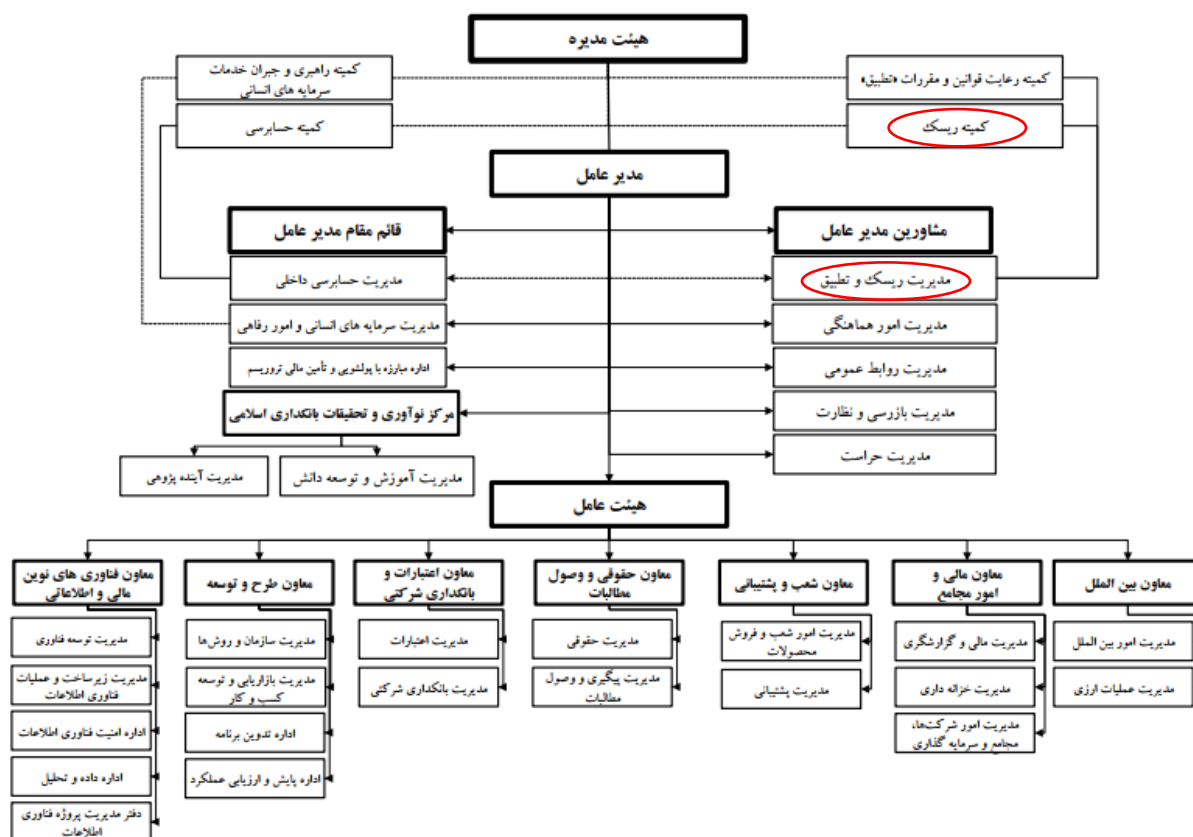 هیئت مدیره
کمیته رعایت قوانین و مقررات «تطبیق»
کمیته راهبری و جبران خدمات
سرمایه های انسانی
کمیته ریسک
کمیته حسابرسی
مدیر عامل
مشاورین مدیر عامل
قائم مقام مدیر عامل
مدیریت ریسک و تطبیق
مدیریت حسابرسی داخلی
مدیریت امور هماهنگی
مدیریت سرمایه های انسانی و امور رفاهی
مدیریت روابط عمومی
اداره مبارزه با پولشویی و تأمین مالی تروریسم
مدیریت بازرسی و نظارت
مرکز نوآوری و تحقیقات بانکداری اسلامی
مدیریت حراست
مدیریت آموزش و توسعه دانش
مدیریت آینده پژوهی
هیئت عامل
معاون بین الملل
مدیریت امور بین الملل
مدیریت عملیات ارزی
معاون مالی و
امور مجامع
مدیریت مالی و گزارشگری
مدیریت خزانه داری
مدیریت امور شرکت‌ها،
مجامع و سرمایه گذاری
معاون شعب و پشتیبانی
مدیریت امور شعب و فروش
محصولات
مدیریت پشتیبانی
معاون حقوقی و وصول
مطالبات
مدیریت حقوقی
مدیریت پیگیری و وصول
مطالبات
معاون اعتبارات و
بانکداری شرکتی
مدیریت اعتبارات
مدیریت بانکداری شرکتی
معاون طرح و توسعه
مدیریت سازمان و روش‌ها
مدیریت بازاریابی و توسعه
کسب و کار
اداره تدوین برنامه
اداره پایش و ارزیابی عملکرد
معاون فناوری های نوین
مالی و اطلاعاتی
مدیریت توسعه فناوری
مدیریت زیرساخت و عملیات
فناوری اطلاعات
اداره امنیت فناوری اطلاعات
اداره داده و تحلیل
دفتر مدیریت پروژه فناوری
اطلاعات